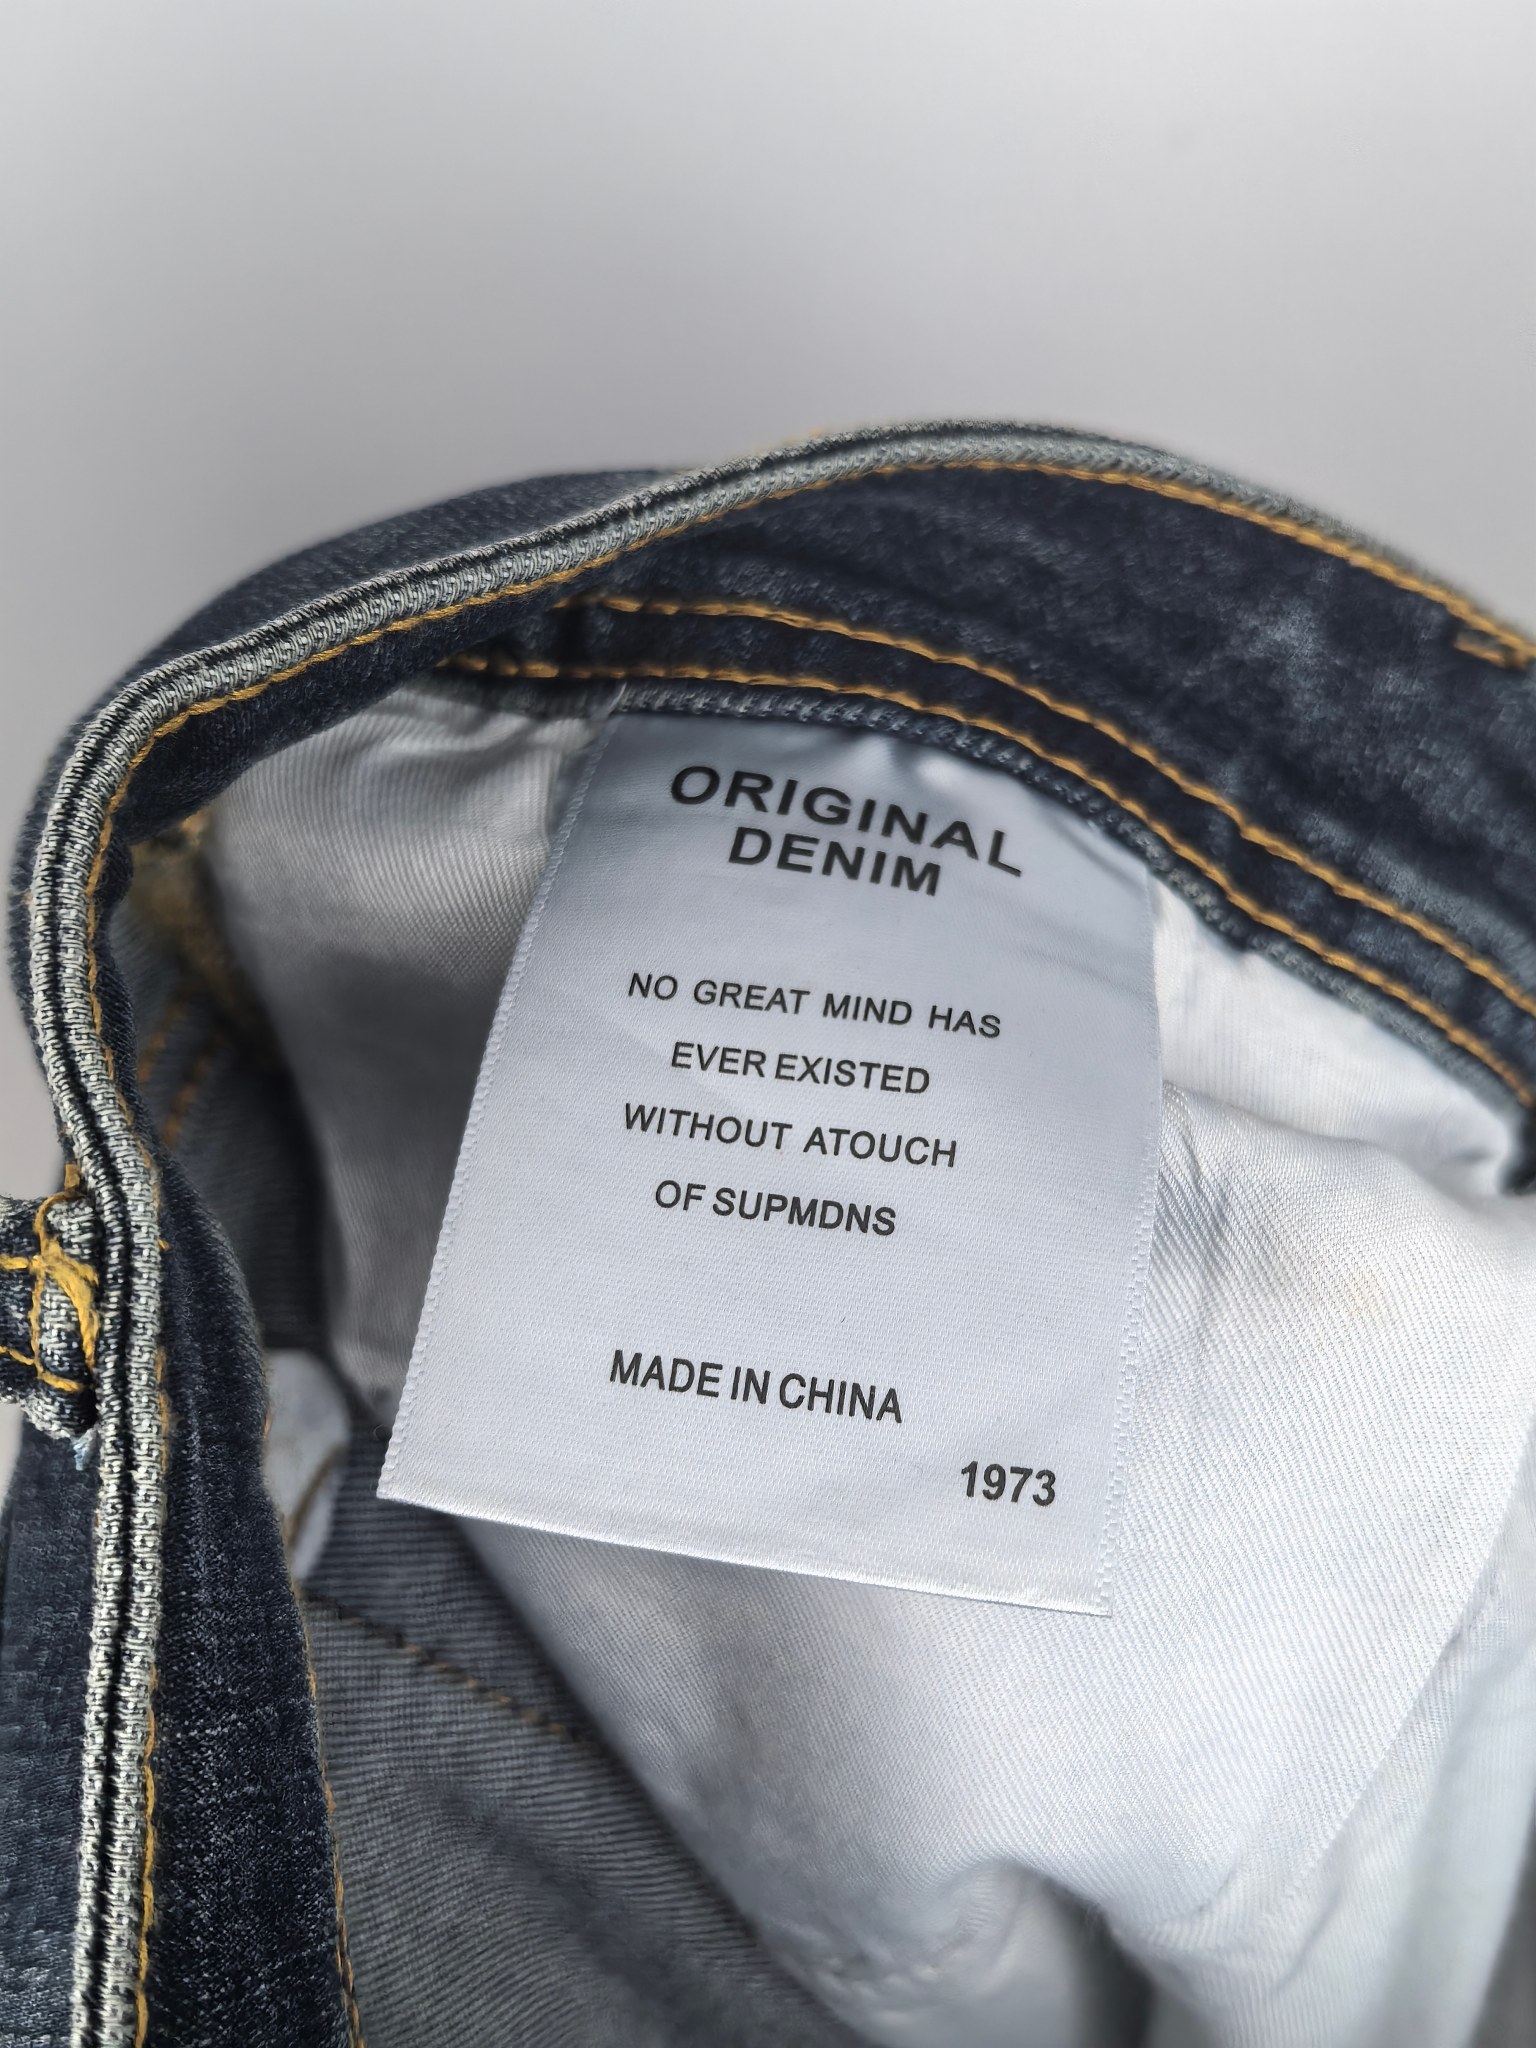 ORIGINAL
DENIM
NO GREAT MIND HAS
EVER EXISTED
WITHOUT ATOUCH
OF SUPMDNS
MADE IN CHINA
1973